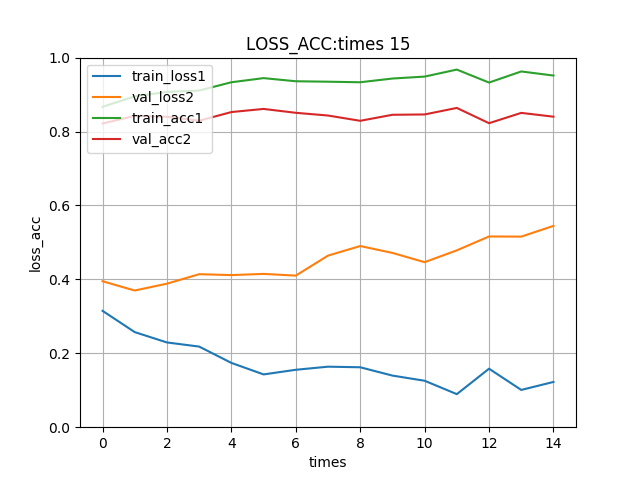 LOSS_ACC:times 15
train_loss1
val_loss2
train_acc1
val_acc2
loss_acc
1.0
0.8
0.6
0.4
0.2
0.0
0 2 4 6 8 10 12 14
times